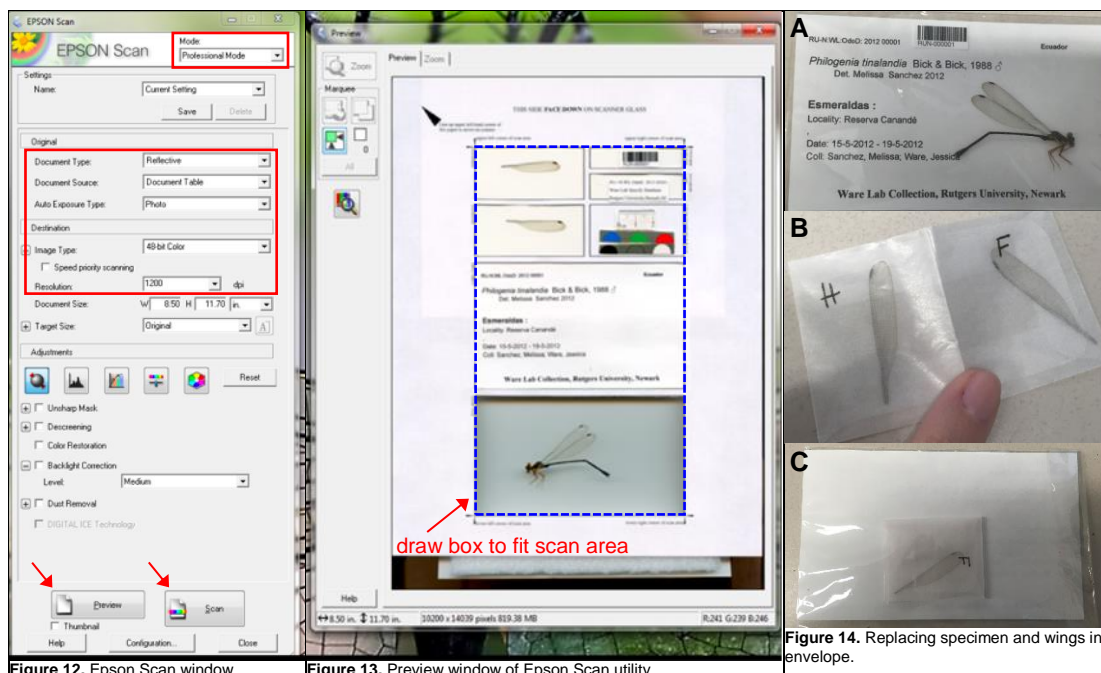 EPSON Scan
EPSON Scan
Mode:
Professional Mode
Settings
Name:
Current Setting
Save
Delete
Original
Document Type:
Reflective
Document Source:
Document Table
Auto Exposure Type:
Photo
Destination
Image Type:
48-bit Color
Speed priority scanning
Resolution:
1200
dpi
Document Size:
W 8.50 H 11.70 in.
Target Size:
Original
A
Adjustments
Reset
Unsharp Mask
Descreening
Color Restoration
Backlight Correction
Level:
Medium
Dust Removal
DIGITAL ICE Technology
Preview
Scan
Thumbnail
Help
Configuration...
Close
Figure 12. Epson Scan window
Preview
Zoom
Preview
Zoom
Marquee
0
All
THIS SIDE FACE DOWN ON SCANNER GLASS
Ecuador
Philogenia tinalandia Bick & Bick, 1988 ♂
Det. Melissa Sanchez 2012
Esmeraldas :
Locality: Reserva Canandé
Date: 15-5-2012 - 19-5-2012
Coll: Sanchez, Melissa; Ware, Jessica
Ware Lab Collection, Rutgers University, Newark
draw box to fit scan area
Help
8.50 in. 11.70 in.
10200 x 14039 pixels 819.38 MB
R:241 G:239 B:246
Figure 13. Preview window of Epson Scan utility
A
RU-N:WL:OdoD: 2012 00001
RUN-000001
Ecuador
Philogenia tinalandia Bick & Bick, 1988 ♂
Det. Melissa Sanchez 2012
Esmeraldas :
Locality: Reserva Canandé
,
Date: 15-5-2012 - 19-5-2012
Coll: Sanchez, Melissa; Ware, Jessica
Ware Lab Collection, Rutgers University, Newark
B
H
F
C
F
Figure 14. Replacing specimen and wings in
envelope.